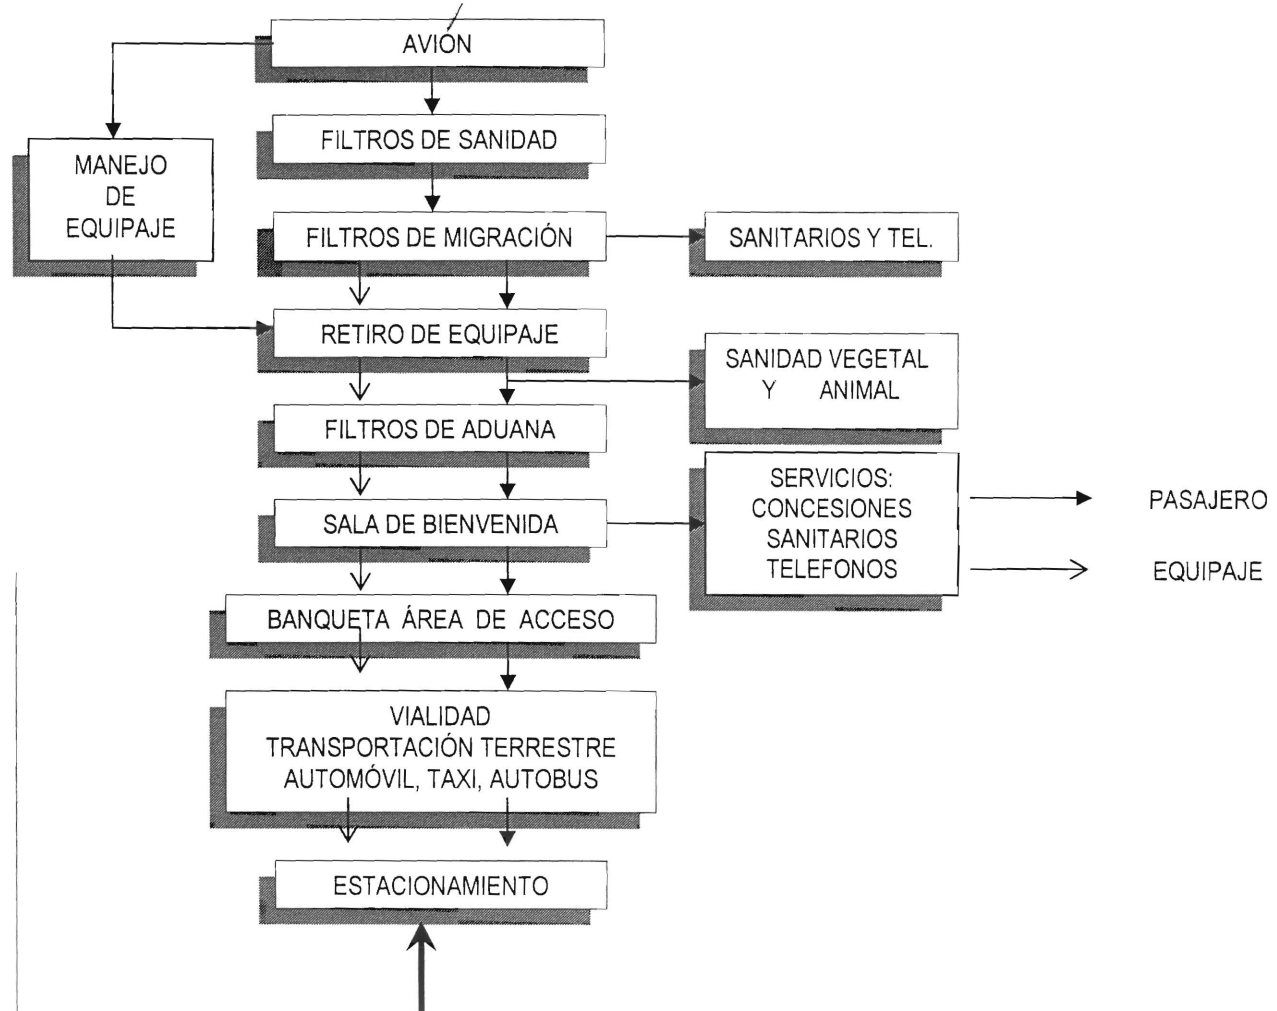 AVIÓN
FILTROS DE SANIDAD
MANEJO
DE
EQUIPAJE
FILTROS DE MIGRACIÓN
SANITARIOS Y TEL.
RETIRO DE EQUIPAJE
SANIDAD VEGETAL
Y ANIMAL
FILTROS DE ADUANA
SERVICIOS:
CONCESIONES
SANITARIOS
TELEFONOS
SALA DE BIENVENIDA
PASAJERO
EQUIPAJE
BANQUETA ÁREA DE ACCESO
VIALIDAD
TRANSPORTACIÓN TERRESTRE
AUTOMÓVIL, TAXI, AUTOBUS
ESTACIONAMIENTO